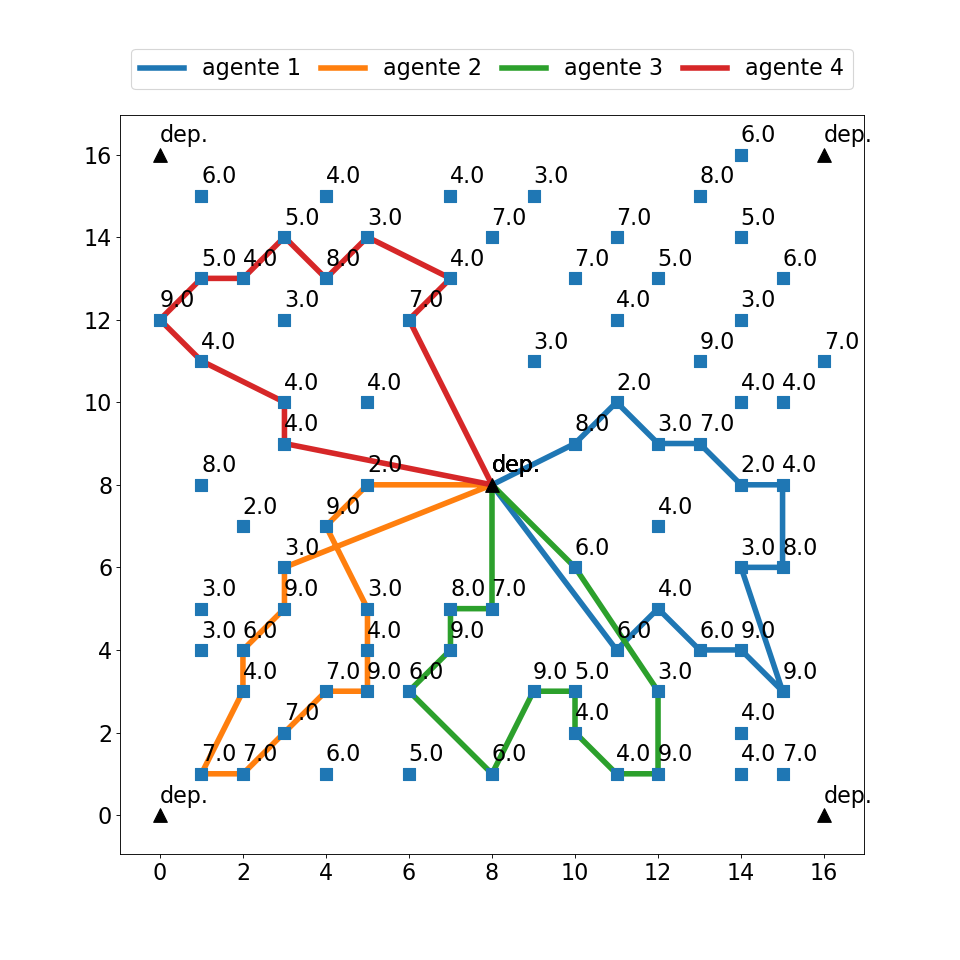 agente 1 agente 2 agente 3 agente 4
dep. 6.0 dep.
16
6.0 4.0 4.0 3.0 8.0
5.0 3.0 7.0 7.0 5.0
14
5.0 4.0 8.0 4.0 7.0 5.0 6.0
9.0 3.0 7.0 4.0 3.0
12
4.0 3.0 9.0 7.0
4.0 4.0 2.0 4.0 4.0
10
4.0 8.0 3.0 7.0
8.0 2.0 dep. 2.0 4.0
8
2.0 9.0 4.0
3.0 6.0 3.0 8.0
6
3.0 9.0 3.0 8.0 7.0 4.0
3.0 6.0 4.0 9.0 6.0 6.0 9.0
4
4.0 7.0 9.0 6.0 9.0 5.0 3.0 9.0
7.0 4.0 4.0
2
7.0 7.0 6.0 5.0 6.0 4.0 9.0 4.0 7.0
dep. dep.
0
0 2 4 6 8 10 12 14 16